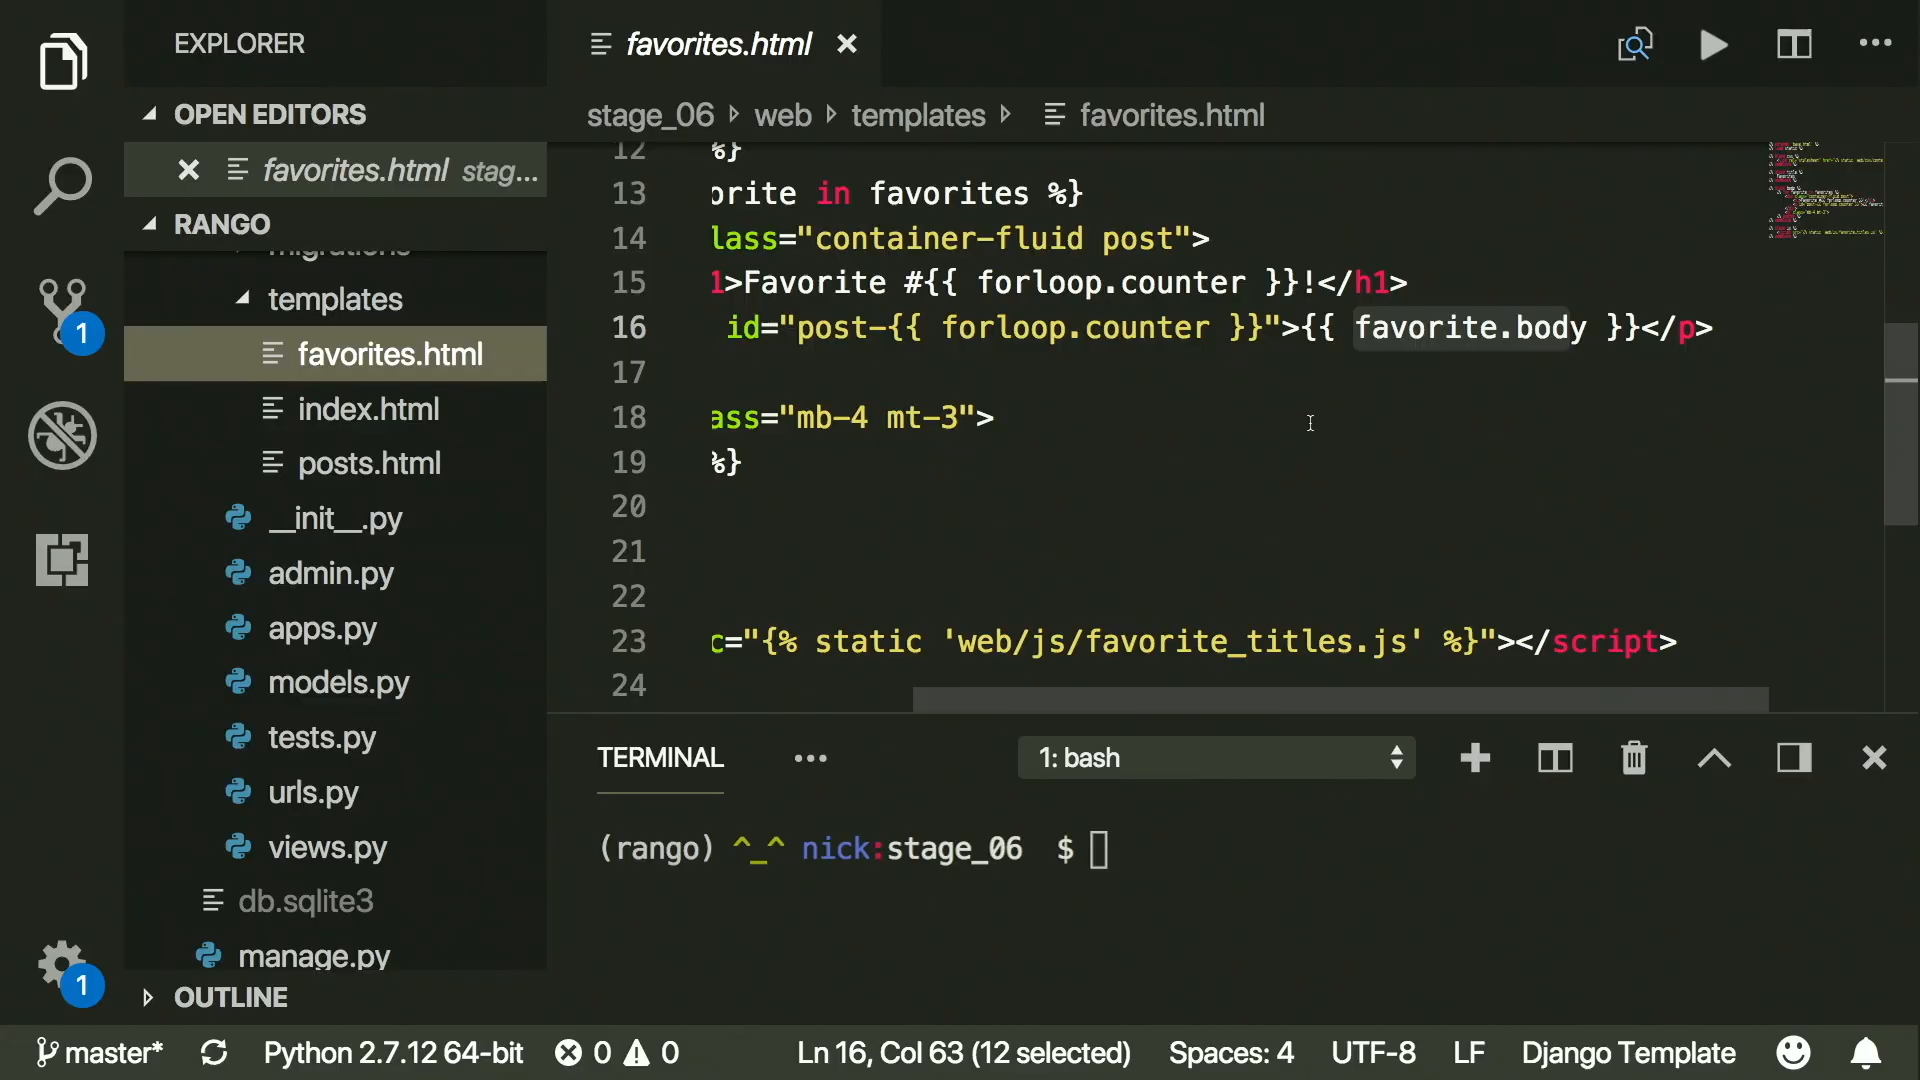 EXPLORER
OPEN EDITORS
favorites.html stag...
RANGO
migrations
templates
favorites.html
index.html
posts.html
__init__.py
admin.py
apps.py
models.py
tests.py
urls.py
views.py
db.sqlite3
manage.py
OUTLINE
favorites.html
stage_06 web templates favorites.html
12 %}
13 orite in favorites %}
14 lass="container-fluid post">
15 1>Favorite #{{ forloop.counter }}!</h1>
16 id="post-{{ forloop.counter }}">{{ favorite.body }}</p>
17
18 ass="mb-4 mt-3">
19 %}
20
21
22
23 c="{% static 'web/js/favorite_titles.js' %}"></script>
24
TERMINAL ... 1: bash
(rango) ^_^ nick:stage_06 $
1
1
master* Python 2.7.12 64-bit 0 0 Ln 16, Col 63 (12 selected) Spaces: 4 UTF-8 LF Django Template